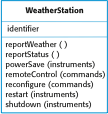 WeatherStation
identifier
reportWeather ( )
reportStatus ( )
powerSave (instruments)
remoteControl (commands)
reconfigure (commands)
restart (instruments)
shutdown (instruments)